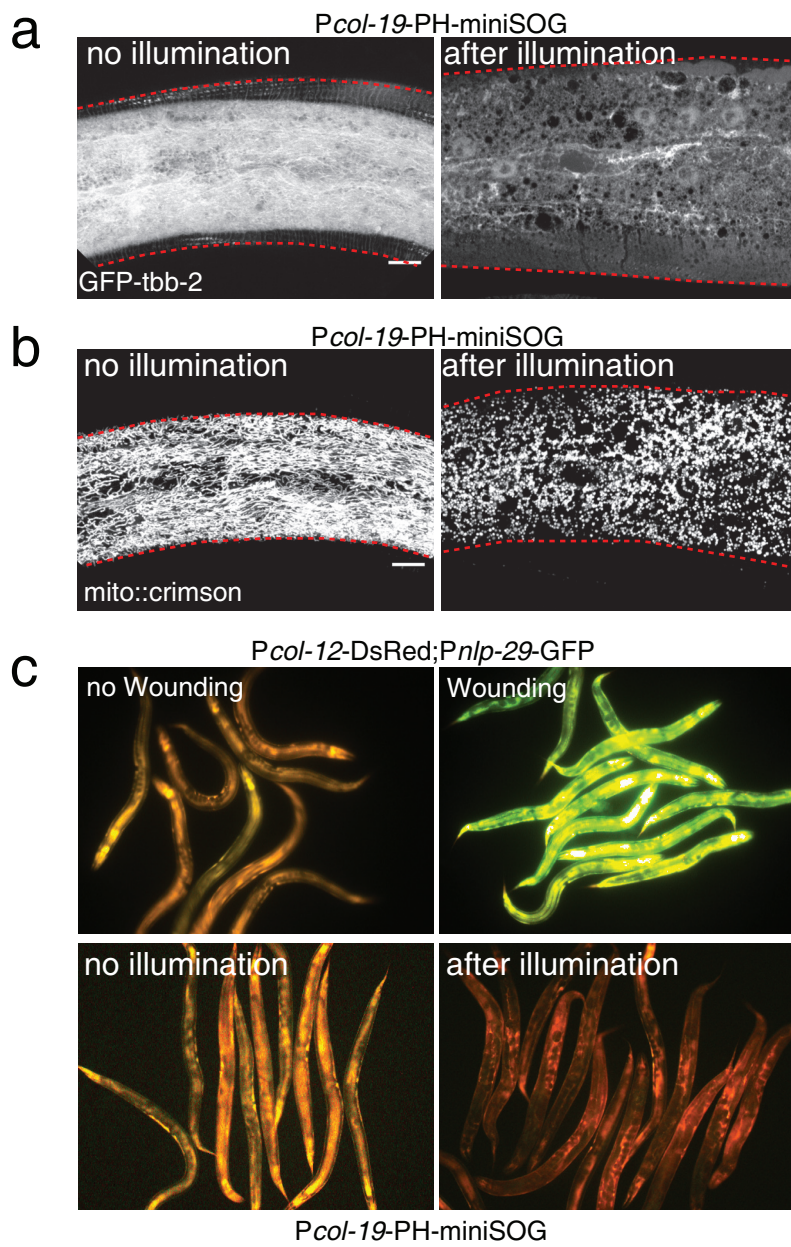 a
Pcol-19-PH-miniSOG
no illumination
after illumination
GFP-tbb-2
b
Pcol-19-PH-miniSOG
no illumination
after illumination
mito::crimson
c
Pcol-12-DsRed;Pnlp-29-GFP
no Wounding
Wounding
no illumination
after illumination
Pcol-19-PH-miniSOG